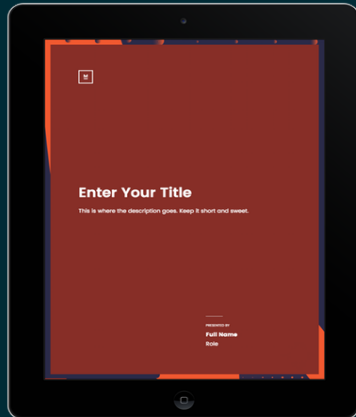 Enter Your Title
This is where the description goes. Keep it short and sweet.
PRESENTED BY
Full Name
Role